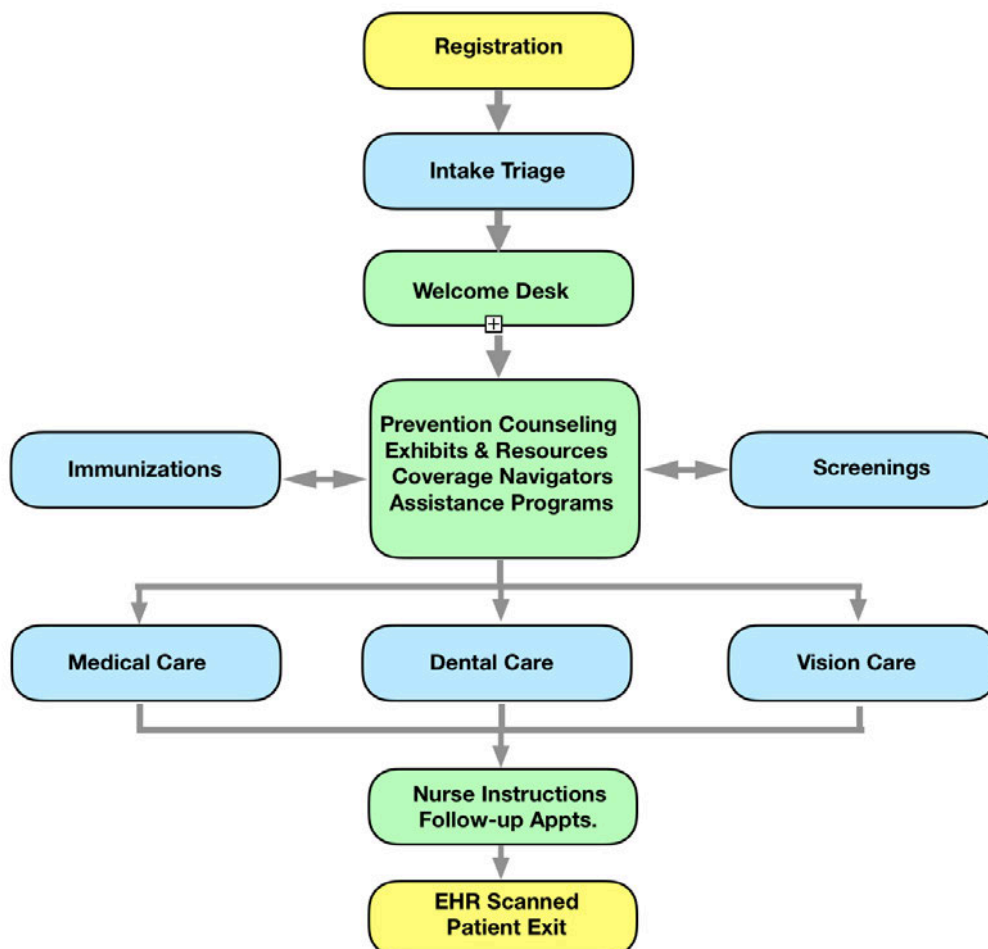 Registration
Intake Triage
Welcome Desk
Prevention Counseling
Exhibits & Resources
Coverage Navigators
Assistance Programs
Immunizations
Screenings
Medical Care
Dental Care
Vision Care
Nurse Instructions
Follow-up Appts.
EHR Scanned
Patient Exit